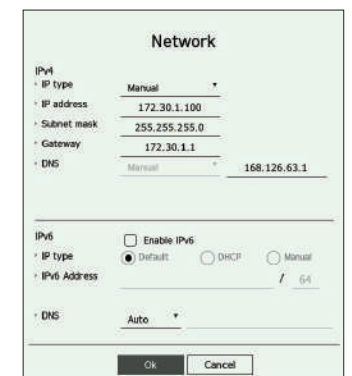 Network
IPv4
· IP type Manual
· IP address 172.30.1.100
· Subnet mask 255.255.255.0
· Gateway 172.30.1.1
· DNS Manual 168.126.63.1
IPv6 Enable IPv6
· IP type Default DHCP Manual
· IPv6 Address / 64
· DNS Auto
Ok Cancel